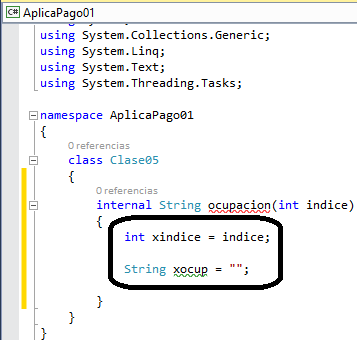 AplicaPago01
AplicaPago01
using System.Collections.Generic;
using System.Linq;
using System.Text;
using System.Threading.Tasks;
namespace AplicaPago01
{
0 referencias
class Clase05
{
0 referencias
internal String ocupacion(int indice)
{
int xindice = indice;
String xocup = "";
}
}
}